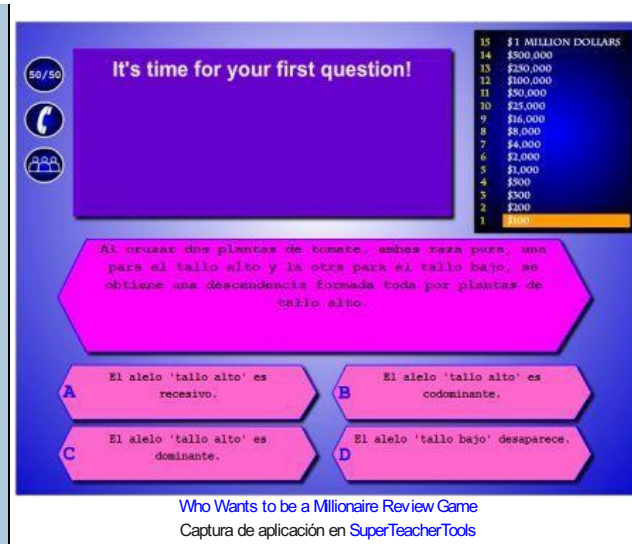 50/50
It's time for your first question!
15 $1 MILLION DOLLARS
14 $500,000
13 $250,000
12 $100,000
11 $50,000
10 $25,000
9 $16,000
8 $8,000
7 $4,000
6 $2,000
5 $1,000
4 $500
3 $300
2 $200
1 $100
Al cruzar dos plantas de tomate, ambas raza pura, una
para el tallo alto y la otra para el tallo bajo, se
obtiene una descendencia formada toda por plantas de
tallo alto.
A El alelo 'tallo alto' es
recesivo.
B El alelo 'tallo alto' es
codominante.
C El alelo 'tallo alto' es
dominante.
D El alelo 'tallo bajo' desaparece.
Who Wants to be a Millionaire Review Game
Captura de aplicación en SuperTeacherTools